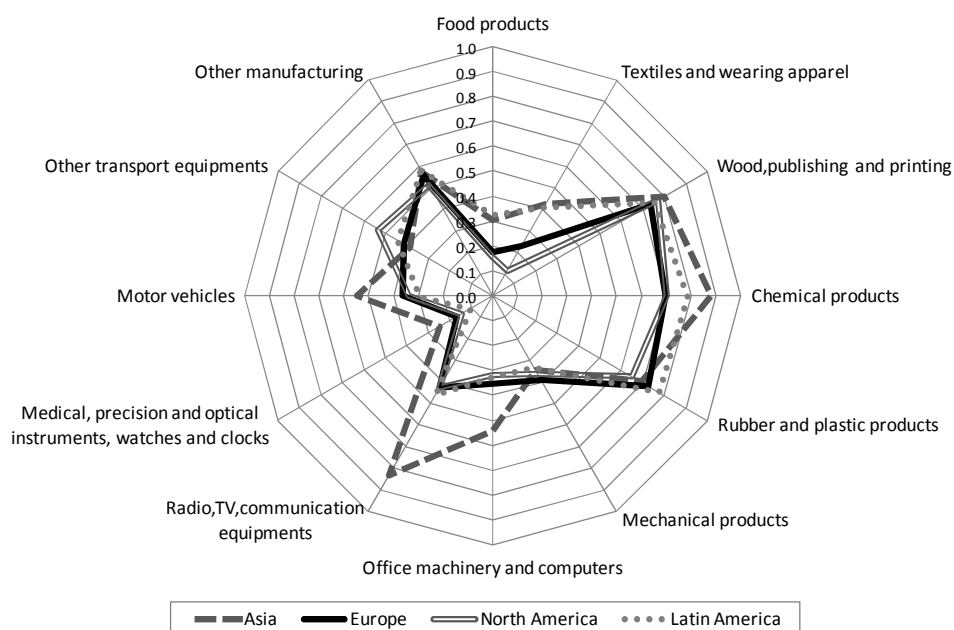 Food products
Textiles and wearing apparel
Wood,publishing and printing
Chemical products
Rubber and plastic products
Mechanical products
Office machinery and computers
Radio,TV,communication
equipments
Medical, precision and optical
instruments, watches and clocks
Motor vehicles
Other transport equipments
Other manufacturing
1.0
0.9
0.8
0.7
0.6
0.5
0.4
0.3
0.2
0.1
0.0
Asia Europe North America Latin America